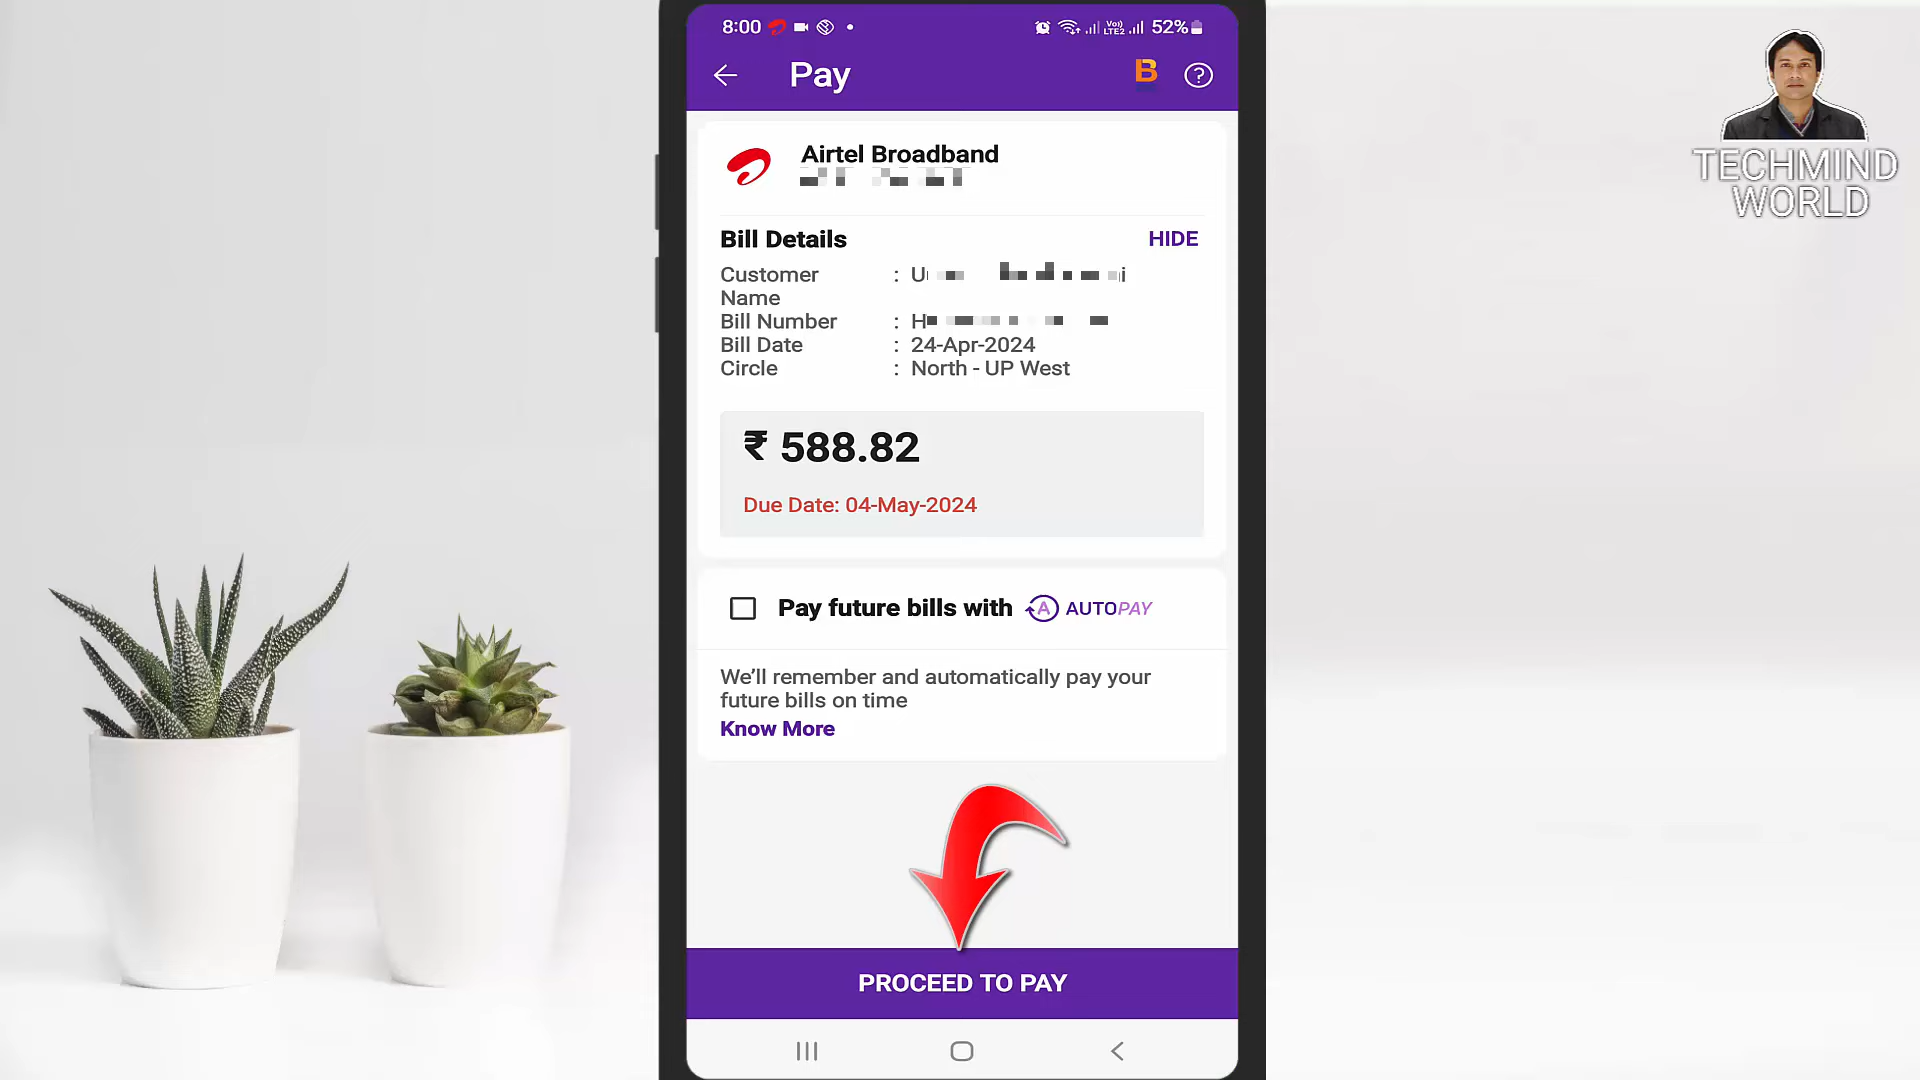 8:00 Vo) LTE2 52%
Pay B ?
TECHMIND
WORLD
Airtel Broadband
Bill Details HIDE
Customer Name :
Bill Number :
Bill Date : 24-Apr-2024
Circle : North - UP West
₹ 588.82
Due Date: 04-May-2024
Pay future bills with A AUTOPAY
We'll remember and automatically pay your
future bills on time
Know More
PROCEED TO PAY